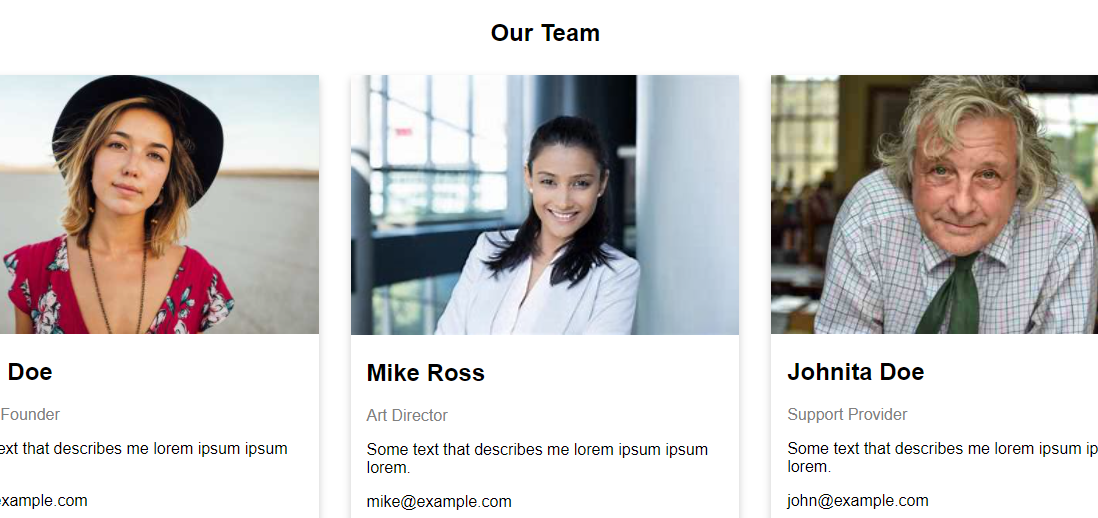 Our Team
Doe
Founder
ext that describes me lorem ipsum ipsum
example.com
Mike Ross
Art Director
Some text that describes me lorem ipsum ipsum
lorem.
mike@example.com
Johnita Doe
Support Provider
Some text that describes me lorem ipsum ip
lorem.
john@example.com